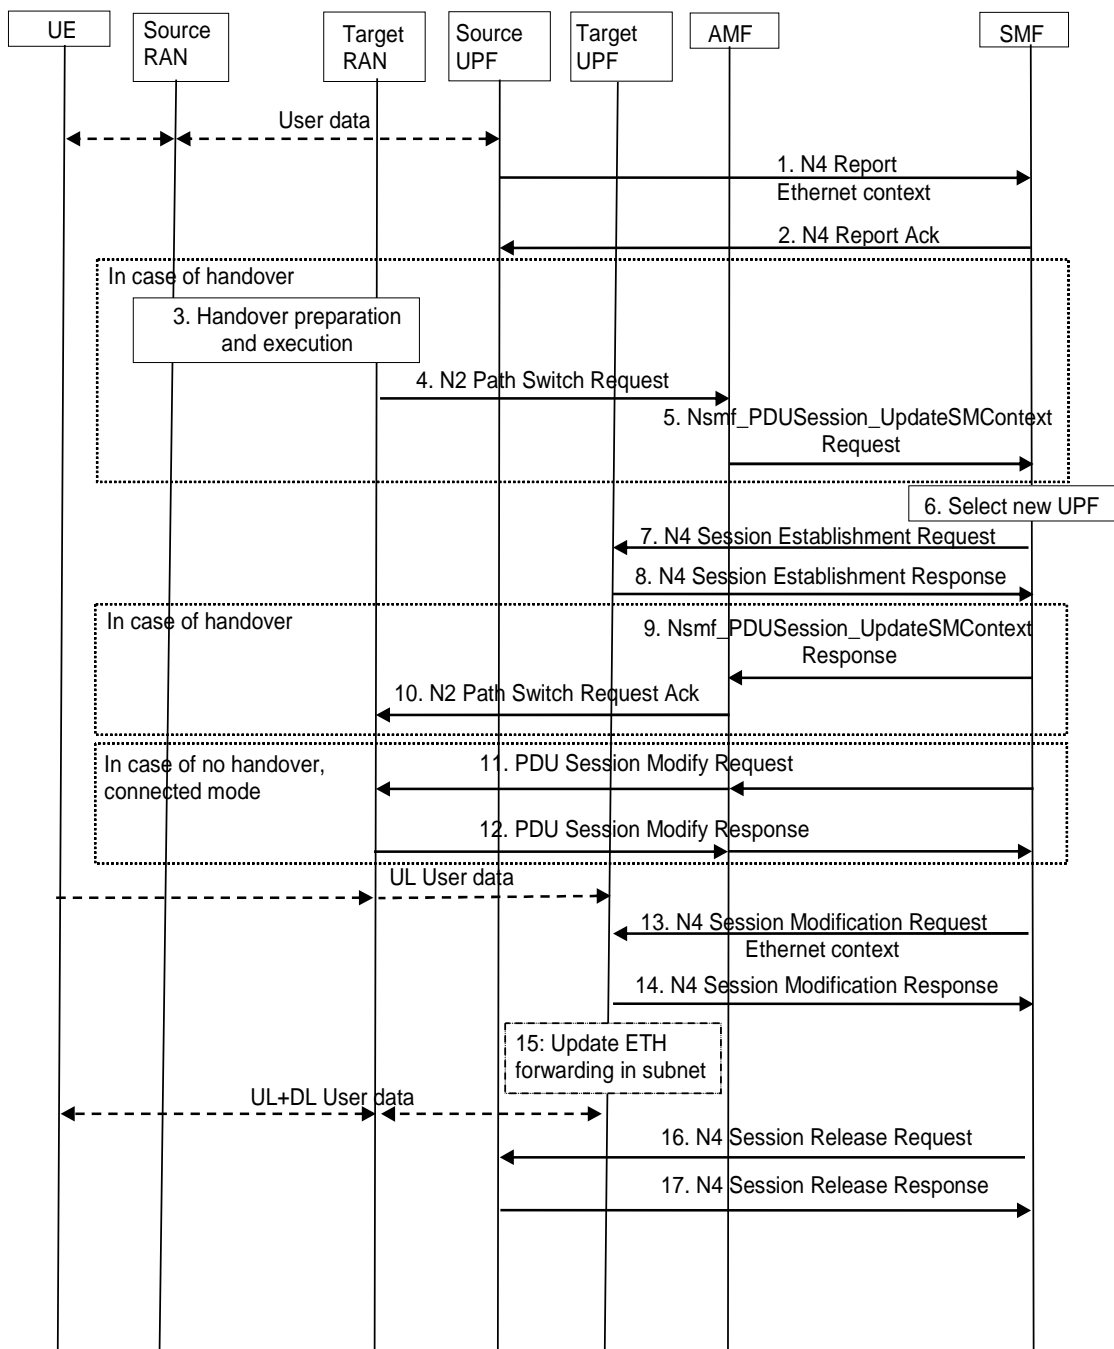 UE
Source
RAN
Target
RAN
Source
UPF
Target
UPF
AMF
SMF
User data
1. N4 Report
Ethernet context
2. N4 Report Ack
In case of handover
3. Handover preparation
and execution
4. N2 Path Switch Request
5. Nsmf_PDUSession_UpdateSMContext
Request
6. Select new UPF
7. N4 Session Establishment Request
8. N4 Session Establishment Response
In case of handover
9. Nsmf_PDUSession_UpdateSMContext
Response
10. N2 Path Switch Request Ack
In case of no handover,
connected mode
11. PDU Session Modify Request
12. PDU Session Modify Response
UL User data
13. N4 Session Modification Request
Ethernet context
14. N4 Session Modification Response
15: Update ETH
forwarding in subnet
UL+DL User data
16. N4 Session Release Request
17. N4 Session Release Response